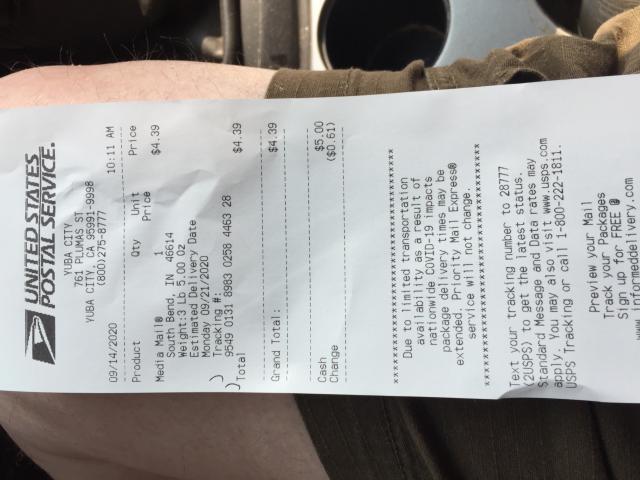 UNITED STATES
POSTAL SERVICE.
YUBA CITY
761 PLUMAS ST
YUBA CITY, CA 95991-9998
(800)275-8777
09/14/2020 10:11 AM
Product Qty Unit Price
Price
Media Mail® 1 $4.39
South Bend, IN 46614
Weight:3 Lb 5.00 Oz
Estimated Delivery Date
Monday 09/21/2020
Tracking #:
9549 0131 8983 0258 4463 28
Total $4.39
Grand Total: $4.39
Cash $5.00
Change ($0.61)
Due to limited transportation
availability as a result of
nationwide COVID-19 impacts
package delivery times may be
extended. Priority Mail Express®
service will not change.
Text your tracking number to 28777
(2USPS) to get the latest status.
Standard Message and Data rates may
apply. You may also visit www.usps.com
USPS Tracking or call 1-800-222-1811.
Preview your Mail
Track your Packages
Sign up for FREE @
www.informeddelivery.com